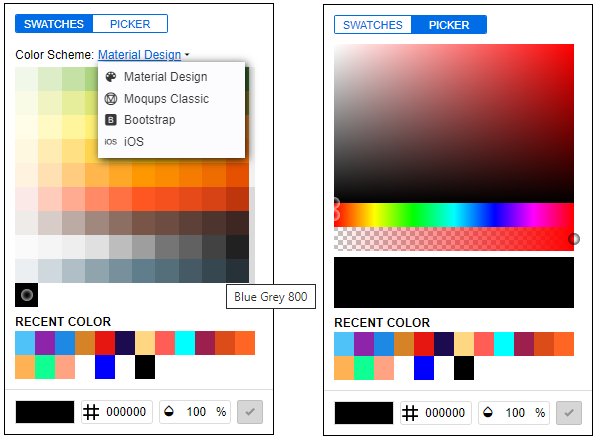 SWATCHES PICKER
Color Scheme: Material Design
Material Design
Moqups Classic
B Bootstrap
iOS iOS
Blue Grey 800
RECENT COLOR
000000 100 %
SWATCHES PICKER
RECENT COLOR
000000 100 %